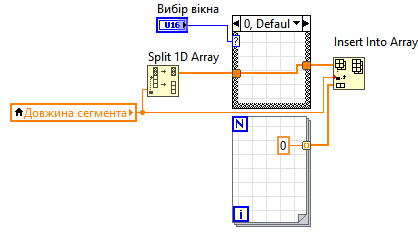 Вибір вікна
U16
0, Defaul
?
Split 1D Array
Insert Into Array
Довжина сегмента
N
0
i